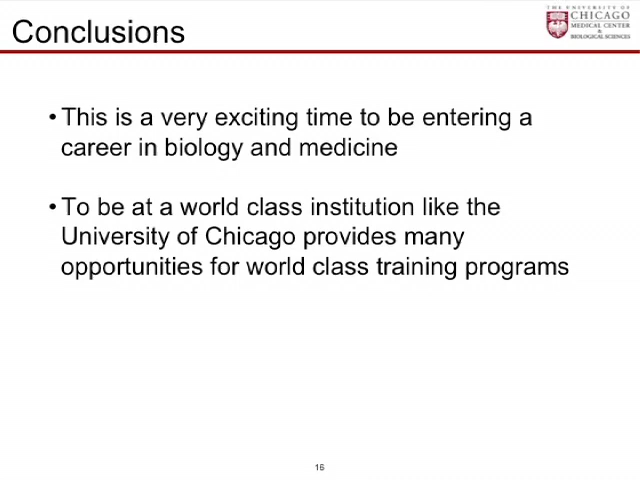 Conclusions
THE UNIVERSITY OF
CHICAGO
MEDICAL CENTER
&
BIOLOGICAL SCIENCES
• This is a very exciting time to be entering a
career in biology and medicine
• To be at a world class institution like the
University of Chicago provides many
opportunities for world class training programs
16